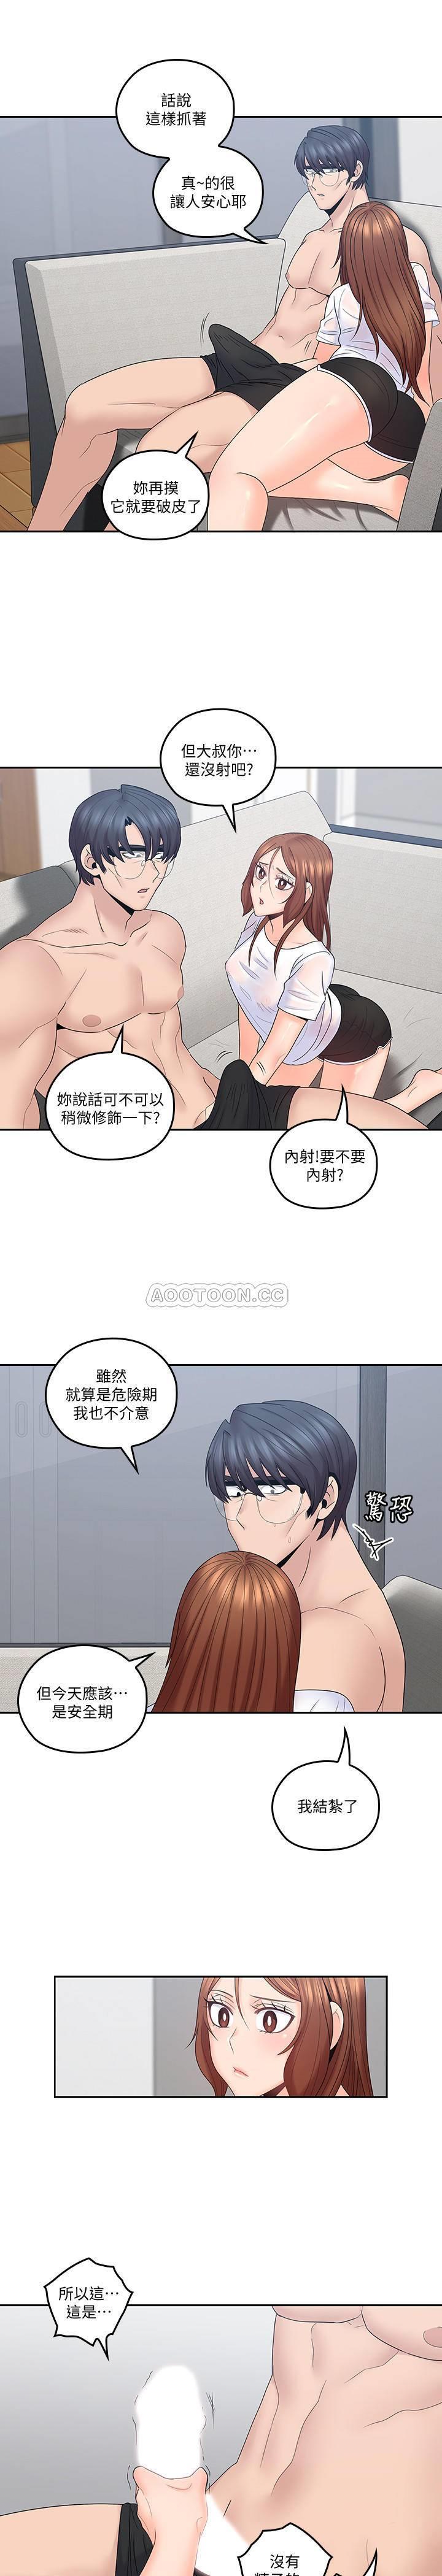 話說
這樣抓著
真~的很
讓人安心耶
妳再摸
它就要破皮了
但大叔你⋯
還沒射吧?
妳說話可不可以
稍微修飾一下?
內射!要不要
內射?
AOOTOON.CC
雖然
就算是危險期
我也不介意
驚恐
但今天應該⋯
是安全期
我結紮了
所以這⋯
這是⋯
沒有